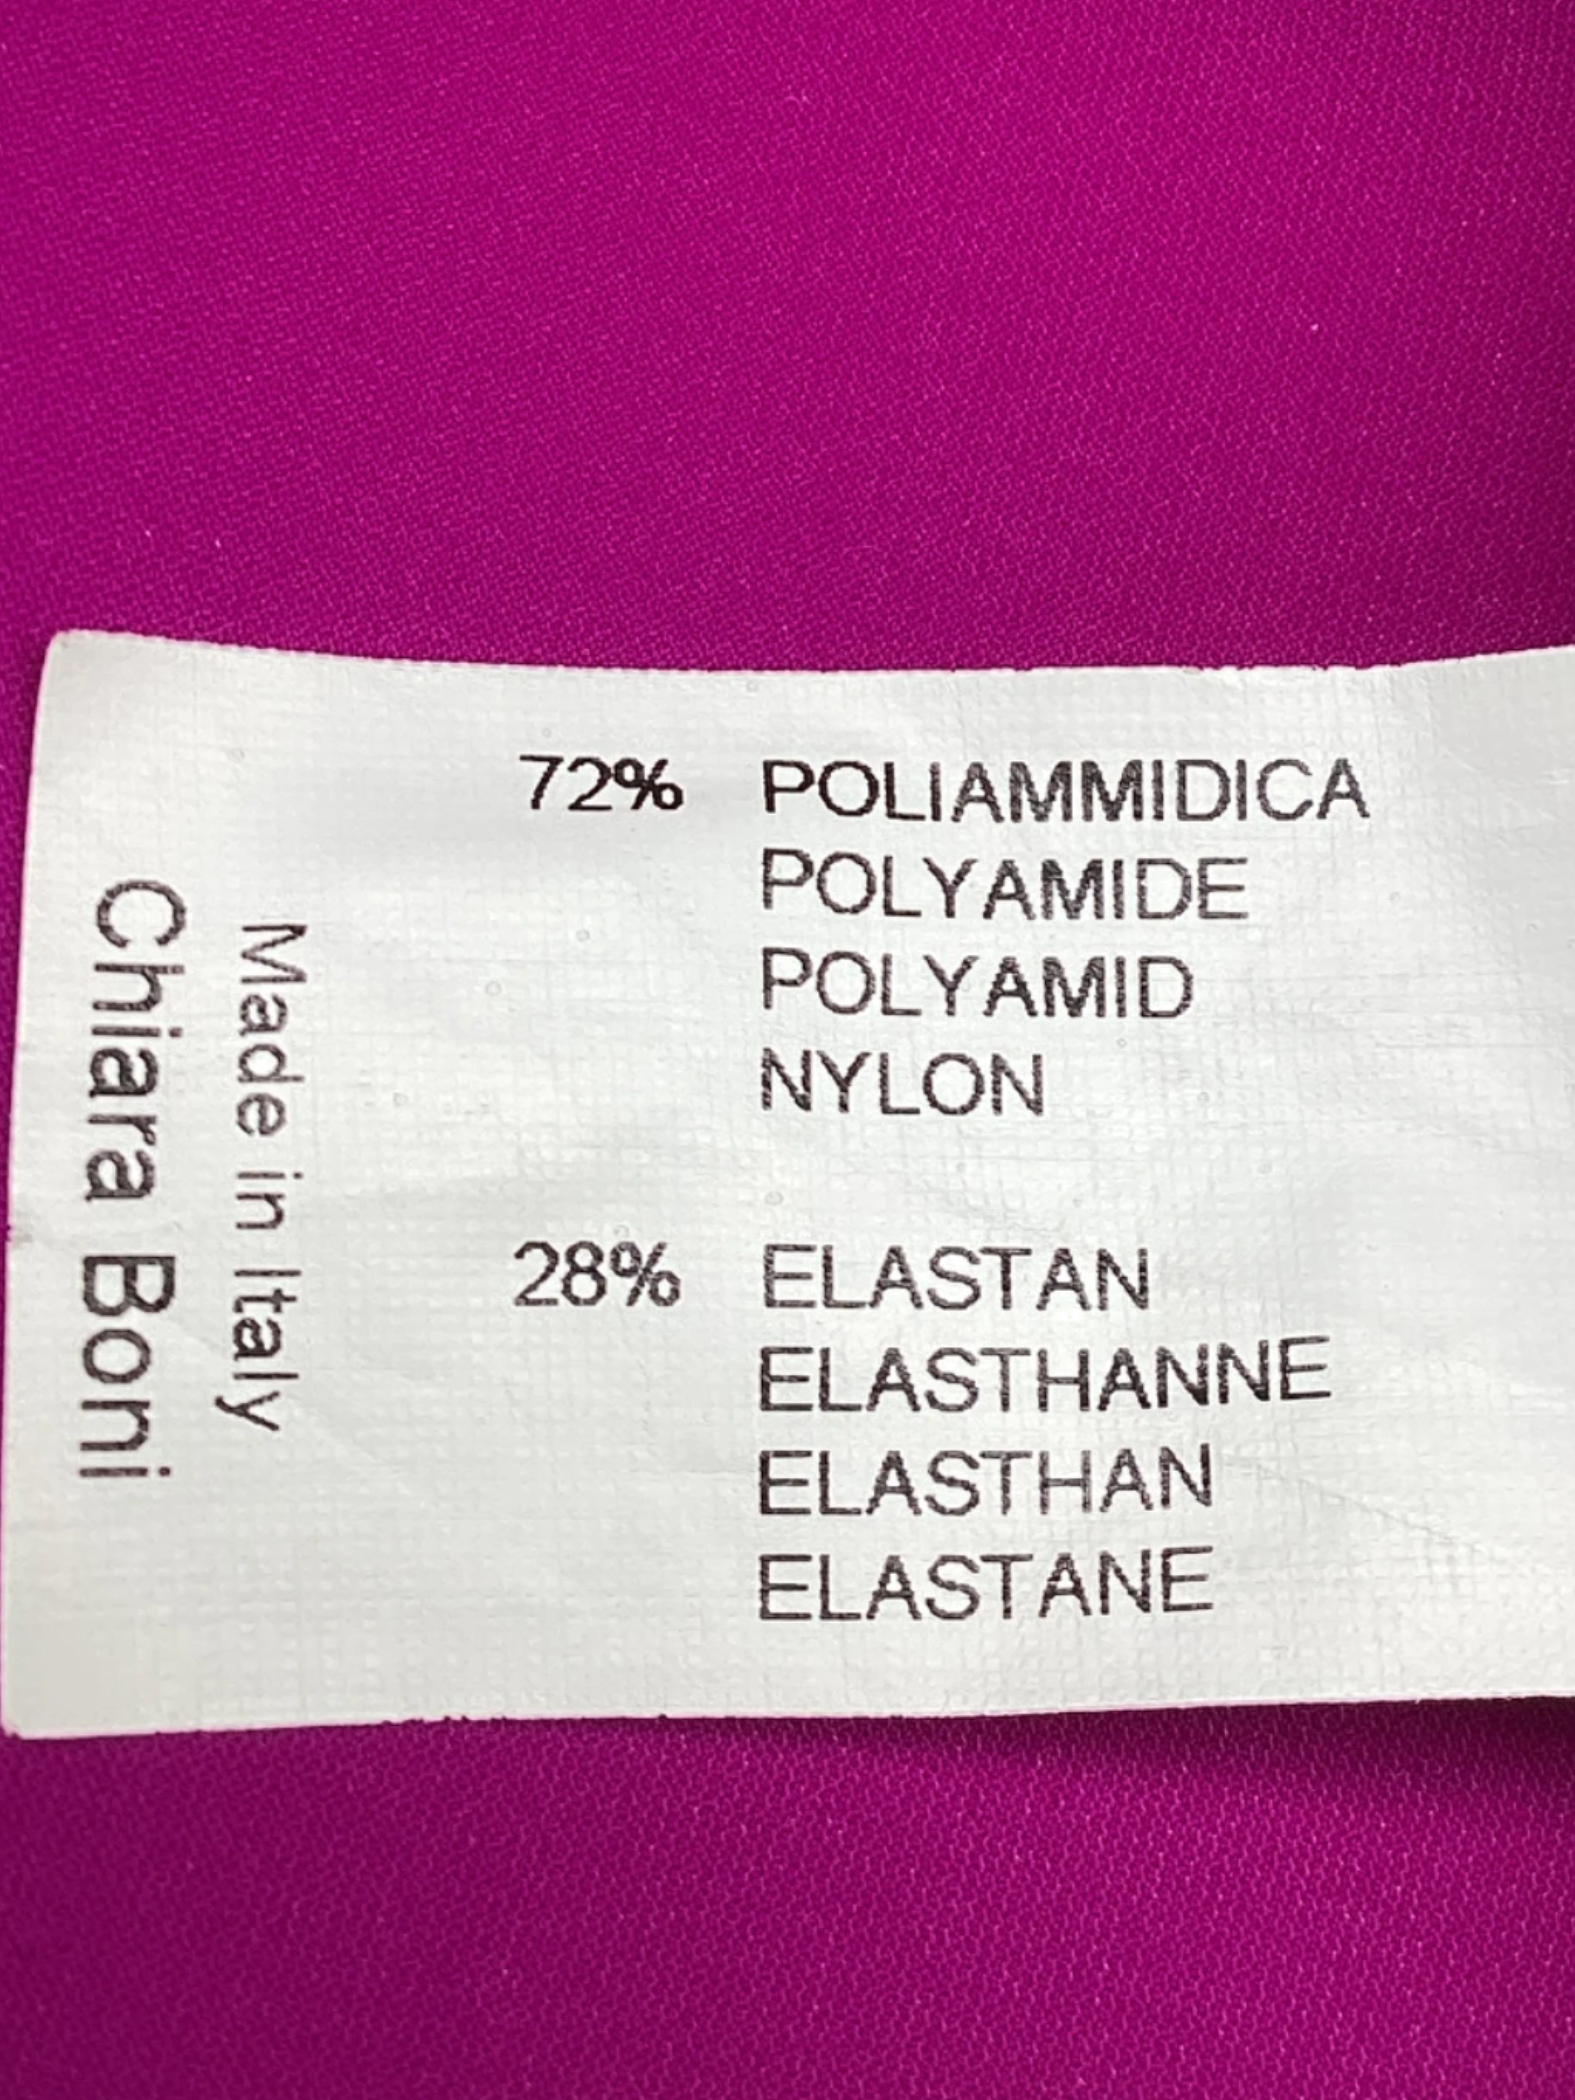 72% POLIAMMIDICA
POLYAMIDE
POLYAMID
NYLON
28% ELASTAN
ELASTHANNE
ELASTHAN
ELASTANE
Made in Italy
Chiara Boni